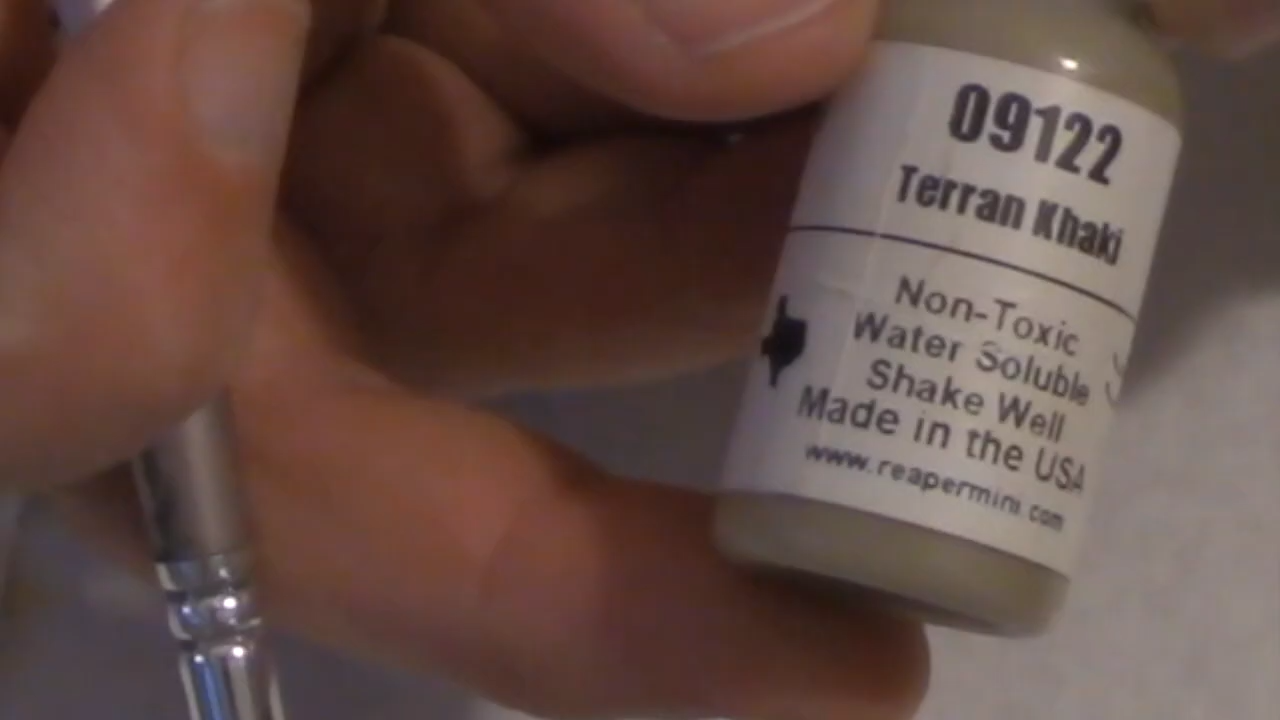 09122
Terran Khaki
Non-Toxic
Water Soluble
Shake Well
Made in the USA
www.reapermini.com